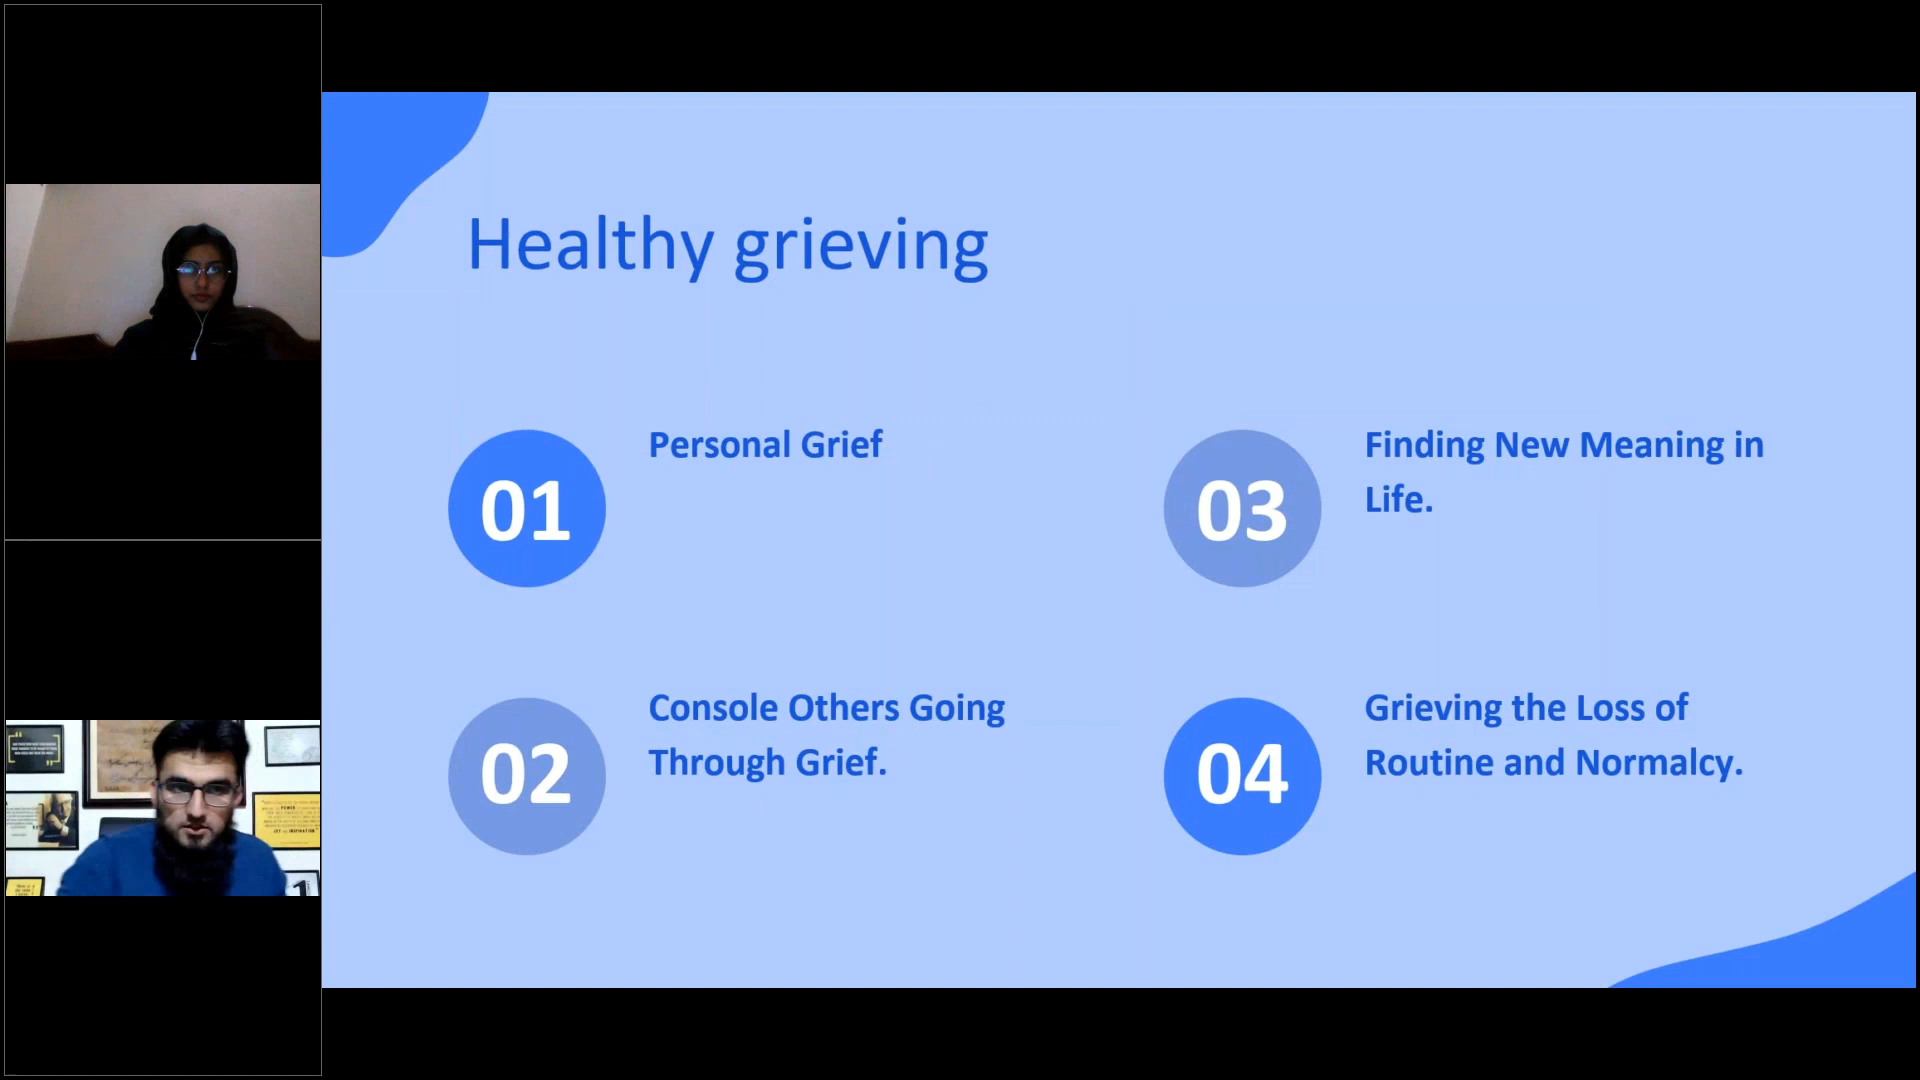 Healthy grieving
01
Personal Grief
02
Console Others Going
Through Grief.
03
Finding New Meaning in
Life.
04
Grieving the Loss of
Routine and Normalcy.